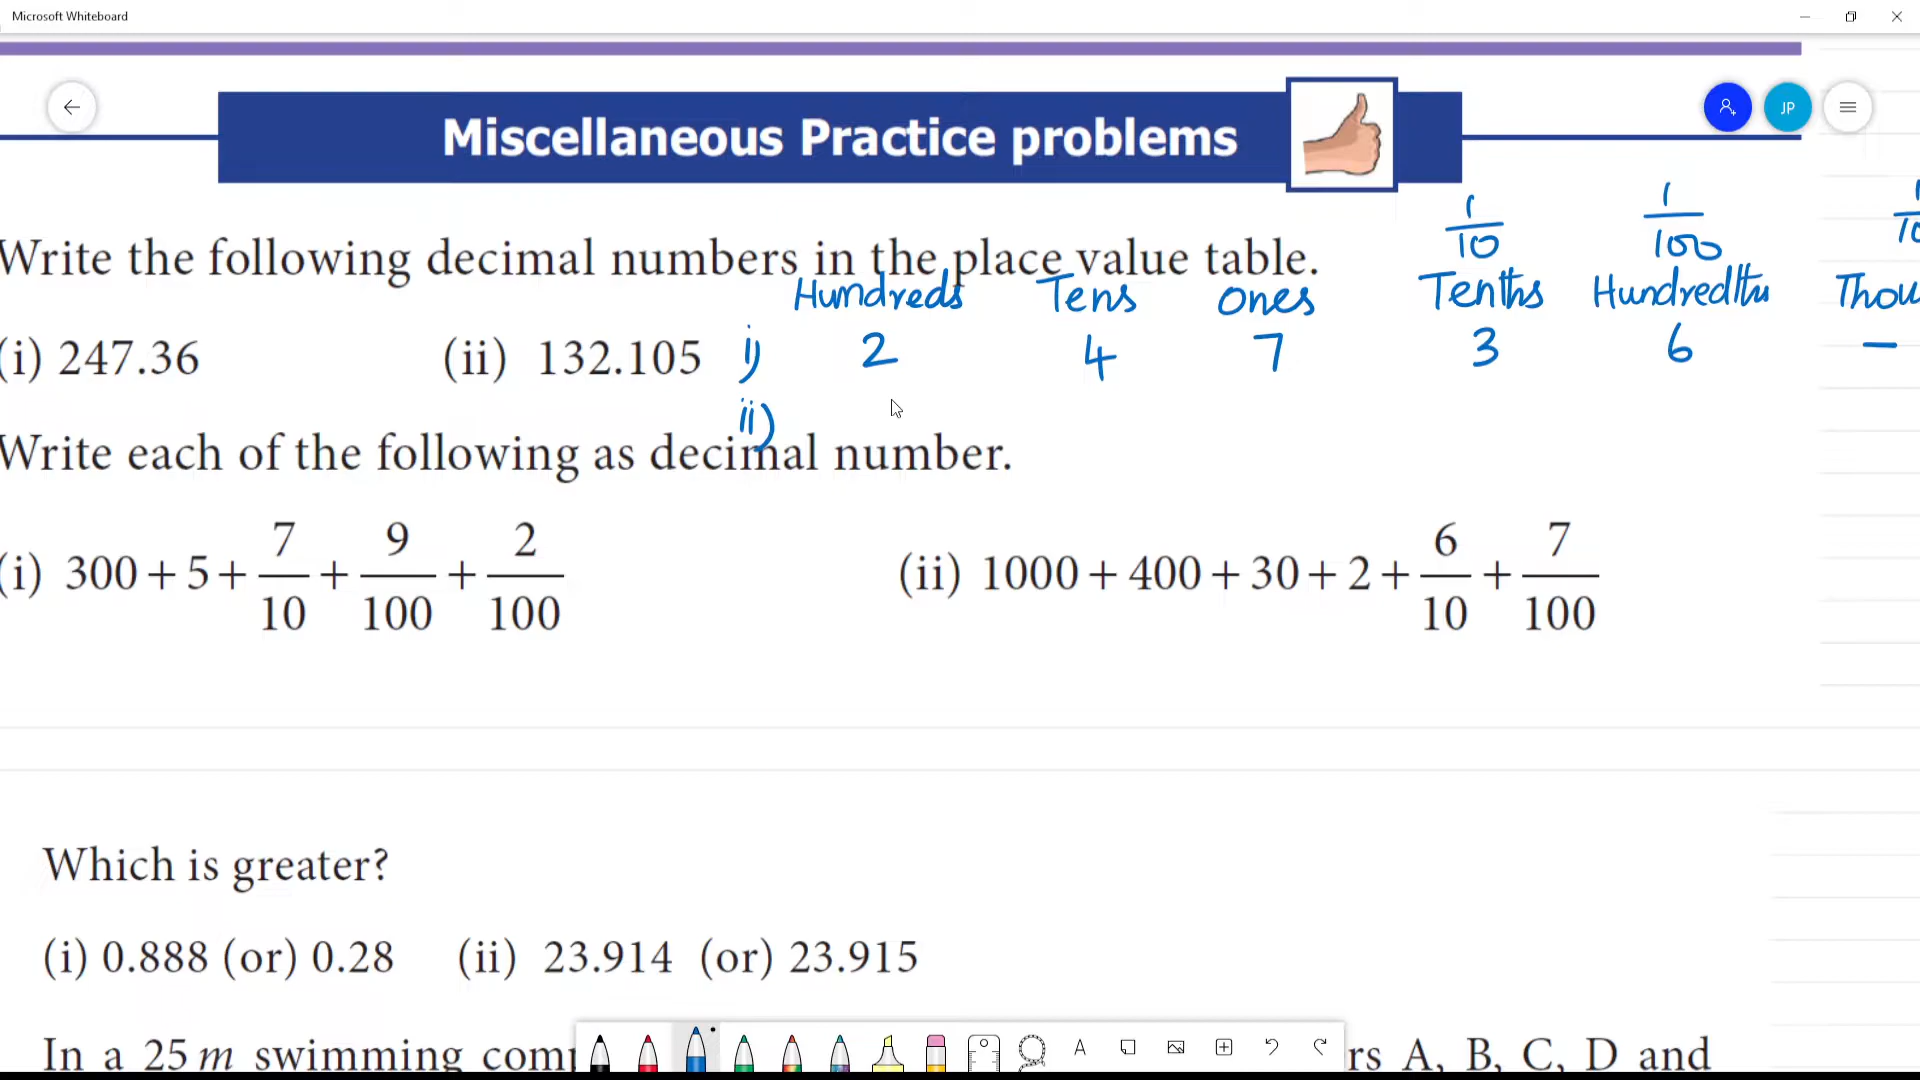 Microsoft Whiteboard
JP
Miscellaneous Practice problems
Write the following decimal numbers in the place value table.
1/10 1/100
Hundreds Tens Ones Tenths Hundredths
(i) 247.36 (ii) 132.105 i) 2 4 7 3 6 –
ii)
Write each of the following as decimal number.
(i) 300 + 5 + 7/10 + 9/100 + 2/100 (ii) 1000 + 400 + 30 + 2 + 6/10 + 7/100
Which is greater?
(i) 0.888 (or) 0.28 (ii) 23.914 (or) 23.915
In a 25 m swimming A, B, C, D and